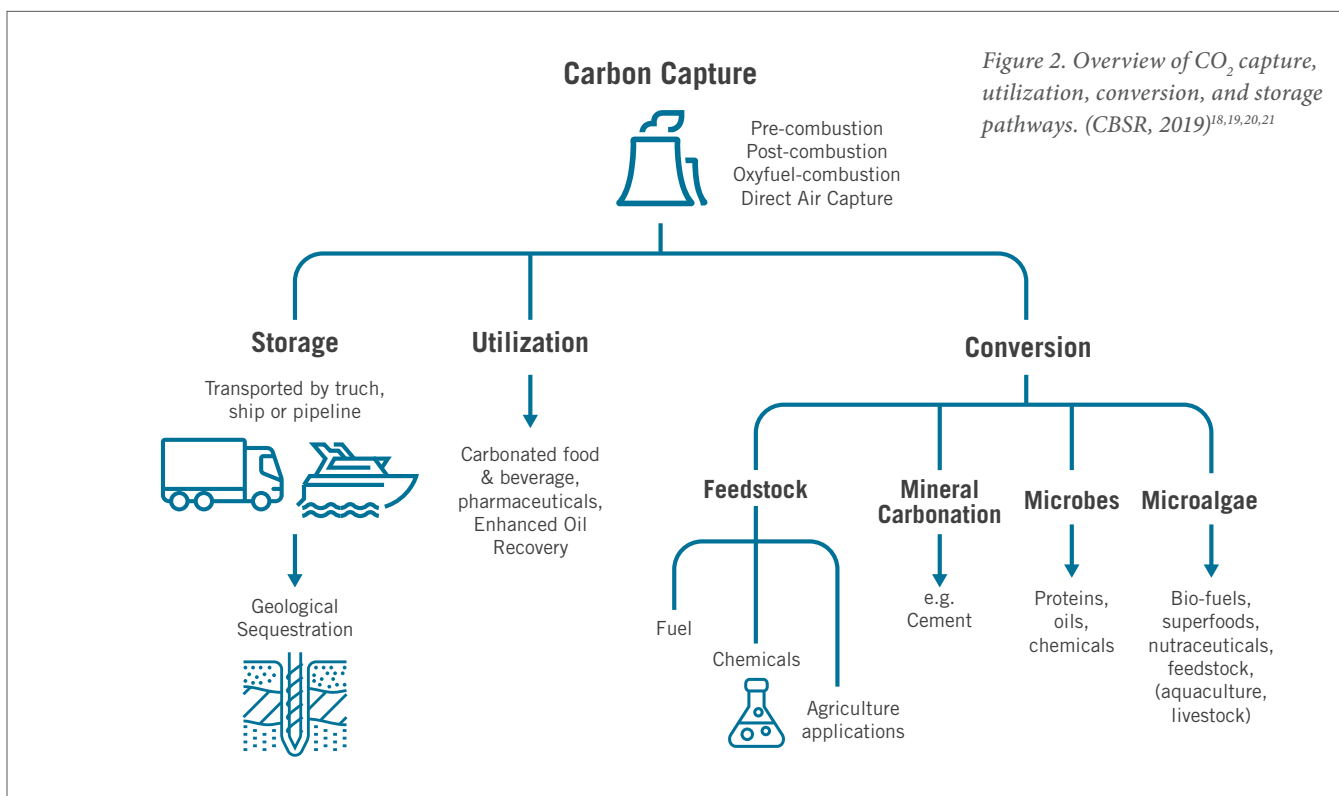 Carbon Capture
Figure 2. Overview of CO₂ capture,
utilization, conversion, and storage
pathways. (CBSR, 2019)18,19,20,21
Pre-combustion
Post-combustion
Oxyfuel-combustion
Direct Air Capture
Storage
Transported by truch,
ship or pipeline
Geological
Sequestration
Utilization
Carbonated food
& beverage,
pharmaceuticals,
Enhanced Oil
Recovery
Conversion
Feedstock
Fuel
Chemicals
Agriculture
applications
Mineral
Carbonation
e.g.
Cement
Microbes
Proteins,
oils,
chemicals
Microalgae
Bio-fuels,
superfoods,
nutraceuticals,
feedstock,
(aquaculture,
livestock)